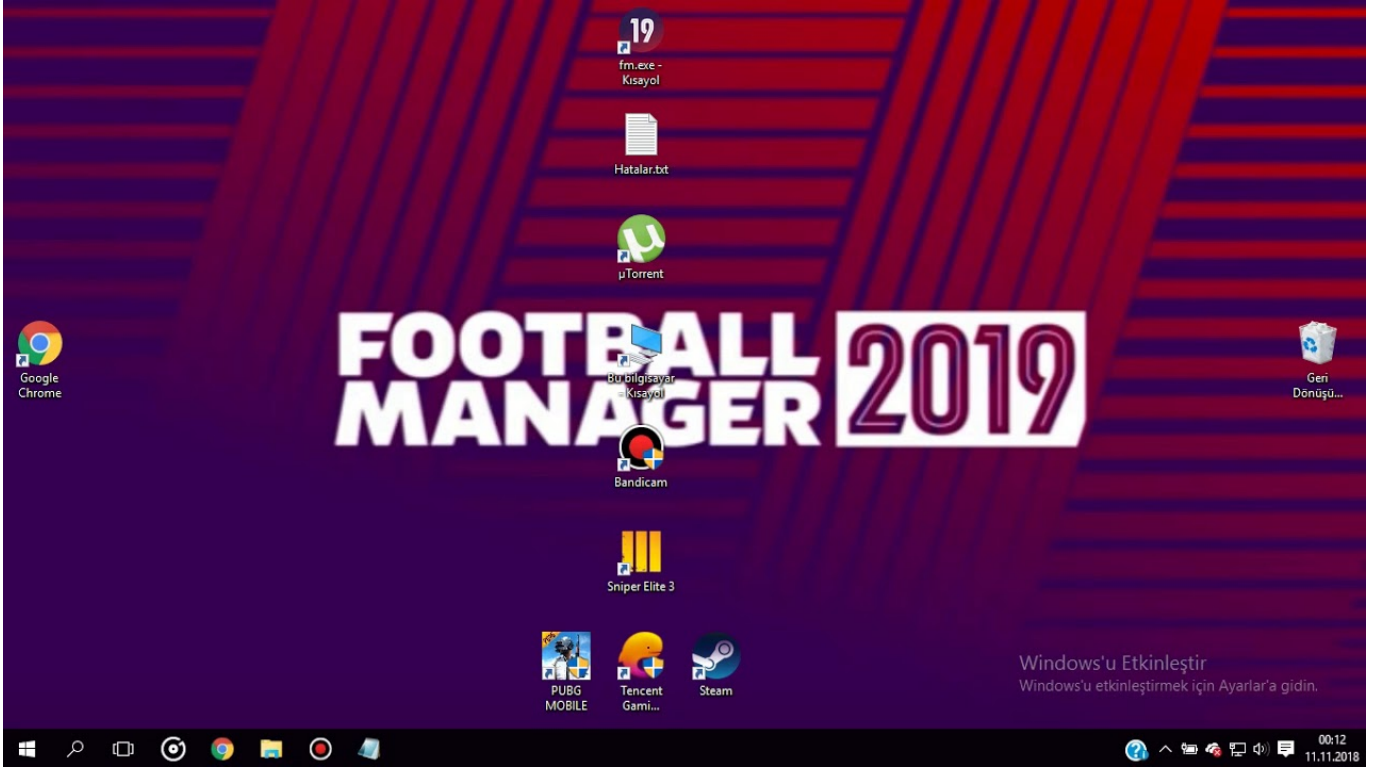 19
fm.exe -
Kısayol
Hatalar.txt
µTorrent
Google
Chrome
FOOTBALL
MANAGER
2019
Bu bilgisayar
- Kısayol
Geri
Dönüşü...
Bandicam
Sniper Elite 3
PUBG
MOBILE
Tencent
Gami...
Steam
Windows'u Etkinleştir
Windows'u etkinleştirmek için Ayarlar'a gidin.
00:12
11.11.2018